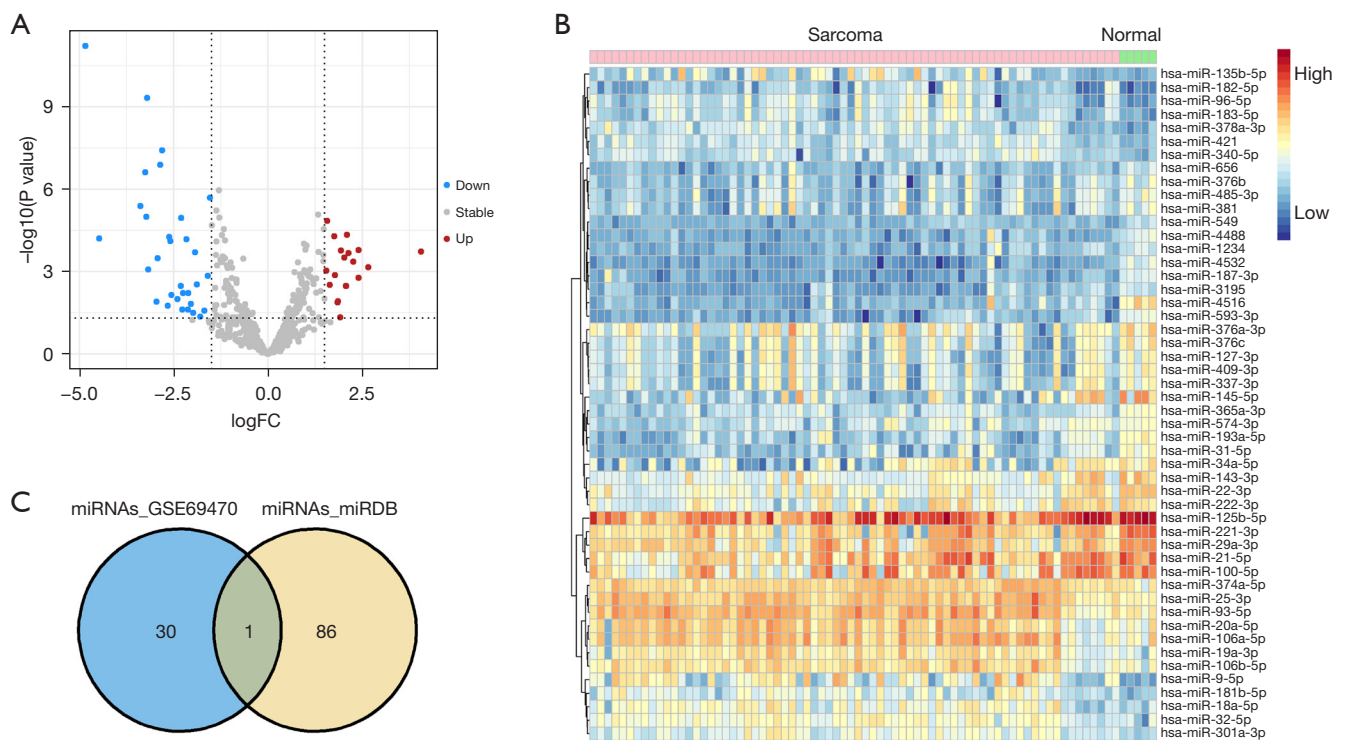 A
−log10(P value)
9
6
3
0
−5.0
−2.5
0.0
2.5
logFC
Down
Stable
Up
B
Sarcoma
Normal
hsa-miR-135b-5p
hsa-miR-182-5p
hsa-miR-96-5p
hsa-miR-183-5p
hsa-miR-378a-3p
hsa-miR-421
hsa-miR-340-5p
hsa-miR-656
hsa-miR-376b
hsa-miR-485-3p
hsa-miR-381
hsa-miR-549
hsa-miR-4488
hsa-miR-1234
hsa-miR-4532
hsa-miR-187-3p
hsa-miR-3195
hsa-miR-4516
hsa-miR-593-3p
hsa-miR-376a-3p
hsa-miR-376c
hsa-miR-127-3p
hsa-miR-409-3p
hsa-miR-337-3p
hsa-miR-145-5p
hsa-miR-365a-3p
hsa-miR-574-3p
hsa-miR-193a-5p
hsa-miR-31-5p
hsa-miR-34a-5p
hsa-miR-143-3p
hsa-miR-22-3p
hsa-miR-222-3p
hsa-miR-125b-5p
hsa-miR-221-3p
hsa-miR-29a-3p
hsa-miR-21-5p
hsa-miR-100-5p
hsa-miR-374a-5p
hsa-miR-25-3p
hsa-miR-93-5p
hsa-miR-20a-5p
hsa-miR-106a-5p
hsa-miR-19a-3p
hsa-miR-106b-5p
hsa-miR-9-5p
hsa-miR-181b-5p
hsa-miR-18a-5p
hsa-miR-32-5p
hsa-miR-301a-3p
High
Low
C
miRNAs_GSE69470
miRNAs_miRDB
30
1
86